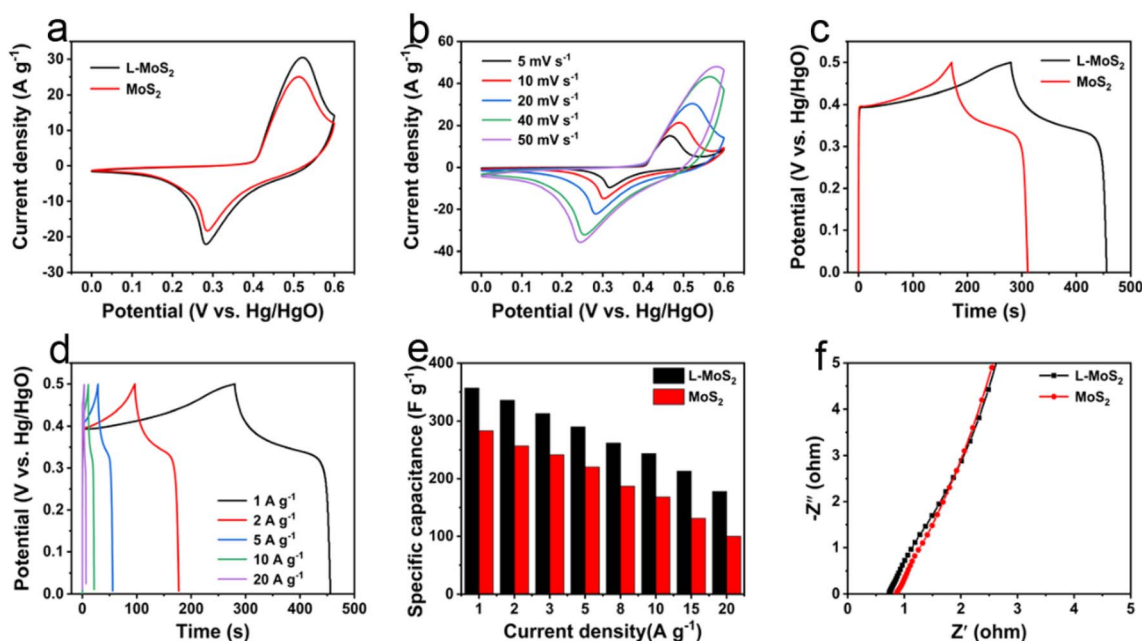 a
Current density (A g⁻¹)
40
30
20
10
0
-10
-20
-30
L-MoS₂
MoS₂
0.0 0.1 0.2 0.3 0.4 0.5 0.6
Potential (V vs. Hg/HgO)
b
Current density (A g⁻¹)
60
40
20
0
-20
-40
-60
5 mV s⁻¹
10 mV s⁻¹
20 mV s⁻¹
40 mV s⁻¹
50 mV s⁻¹
0.0 0.1 0.2 0.3 0.4 0.5 0.6
Potential (V vs. Hg/HgO)
c
Potential (V vs. Hg/HgO)
0.5
0.4
0.3
0.2
0.1
0.0
L-MoS₂
MoS₂
0 100 200 300 400 500
Time (s)
d
Potential (V vs. Hg/HgO)
0.5
0.4
0.3
0.2
0.1
0.0
1 A g⁻¹
2 A g⁻¹
5 A g⁻¹
10 A g⁻¹
20 A g⁻¹
0 100 200 300 400 500
Time (s)
e
Specific capacitance (F g⁻¹)
400
300
200
100
0
L-MoS₂
MoS₂
1 2 3 5 8 10 15 20
Current density(A g⁻¹)
f
-Z″ (ohm)
5
4
3
2
1
0
L-MoS₂
MoS₂
0 1 2 3 4 5
Z′ (ohm)